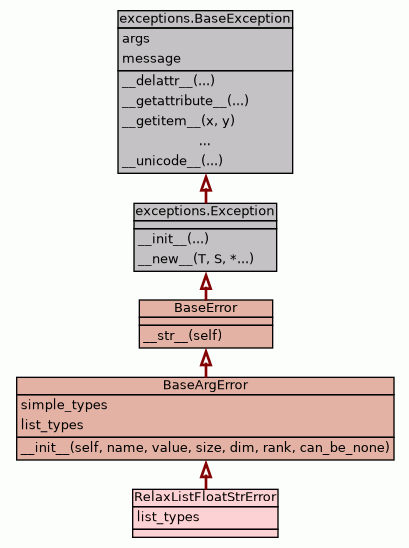 exceptions.BaseException
args
message
__delattr__(...)
__getattribute__(...)
__getitem__(x, y)
...
__unicode__(...)
exceptions.Exception
__init__(...)
__new__(T, S, *...)
BaseError
__str__(self)
BaseArgError
simple_types
list_types
__init__(self, name, value, size, dim, rank, can_be_none)
RelaxListFloatStrError
list_types